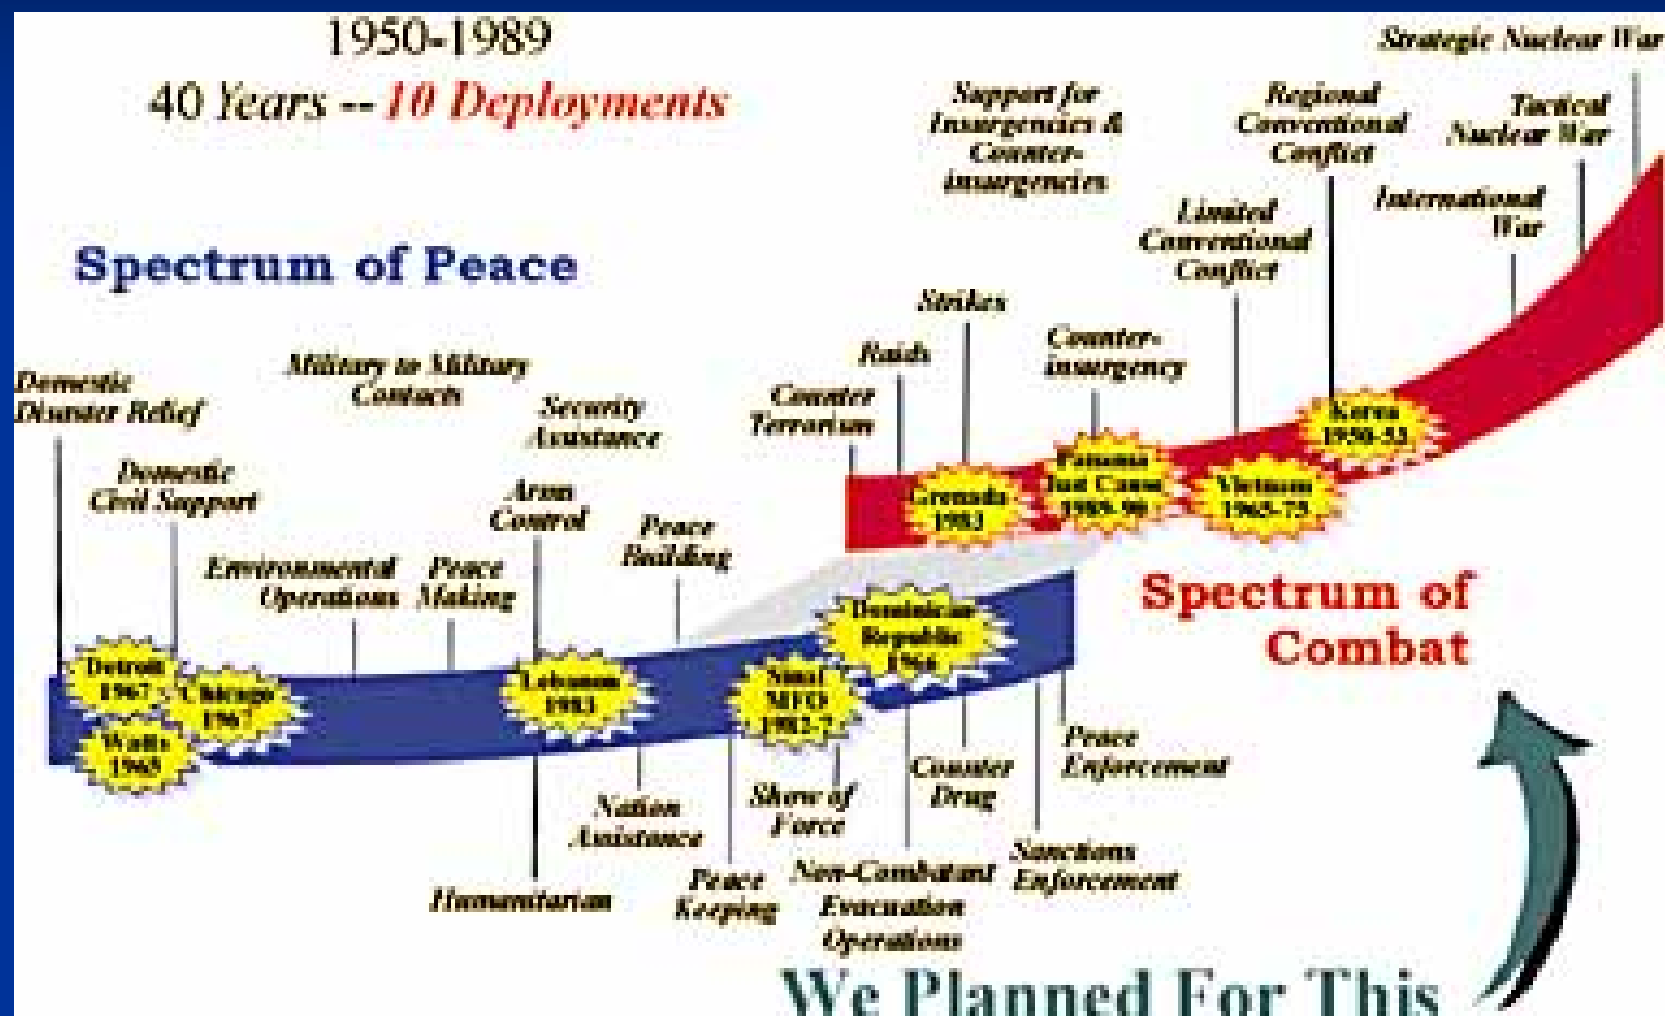 1950-1989
40 Years -- 10 Deployments
Strategic Nuclear War
Support for
Insurgencies &
Counter-
insurgencies
Regional
Conventional
Conflict
Tactical
Nuclear War
International
War
Limited
Conventional
Conflict
Spectrum of Peace
Strikes
Raids
Counter-
insurgency
Counter
Terrorism
Domestic
Disaster Relief
Military to Military
Contacts
Security
Assistance
Domestic
Civil Support
Arms
Control
Peace
Building
Environmental
Operations
Peace
Making
Korea
1950-53
Panama
Just Cause
1989-90
Grenada
1983
Vietnam
1965-75
Dominican
Republic
Spectrum of
Combat
Detroit
1967
Chicago
1967
Watts
1965
Lebanon
1983
Sinai
MFO
1982-?
Peace
Enforcement
Counter
Drug
Show of
Force
Nation
Assistance
Sanctions
Enforcement
Non-Combatant
Evacuation
Operations
Peace
Keeping
Humanitarian
We Planned For This